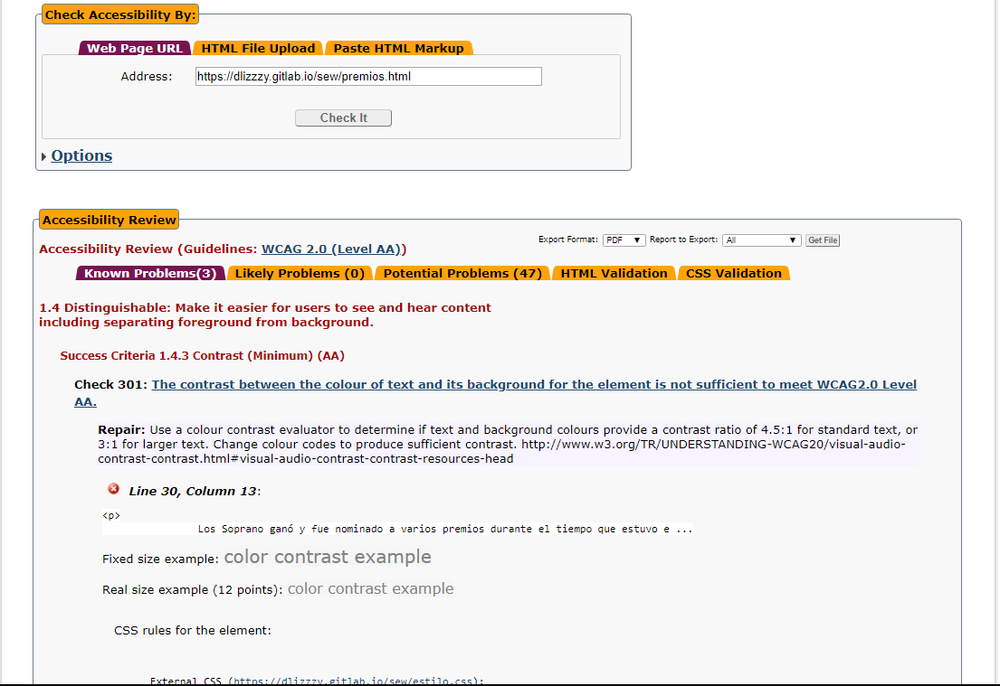 Check Accessibility By:
Web Page URL HTML File Upload Paste HTML Markup
Address: https://dlizzzy.gitlab.io/sew/premios.html
Check It
Options
Accessibility Review
Export Format: PDF Report to Export: All Get File
Accessibility Review (Guidelines: WCAG 2.0 (Level AA))
Known Problems(3) Likely Problems (0) Potential Problems (47) HTML Validation CSS Validation
1.4 Distinguishable: Make it easier for users to see and hear content
including separating foreground from background.
Success Criteria 1.4.3 Contrast (Minimum) (AA)
Check 301: The contrast between the colour of text and its background for the element is not sufficient to meet WCAG2.0 Level
AA.
Repair: Use a colour contrast evaluator to determine if text and background colours provide a contrast ratio of 4.5:1 for standard text, or
3:1 for larger text. Change colour codes to produce sufficient contrast. http://www.w3.org/TR/UNDERSTANDING-WCAG20/visual-audio-
contrast-contrast.html#visual-audio-contrast-contrast-resources-head
Line 30, Column 13:
<p>
Los Soprano ganó y fue nominado a varios premios durante el tiempo que estuvo e ...
Fixed size example: color contrast example
Real size example (12 points): color contrast example
CSS rules for the element:
External CSS (https://dlizzzy.gitlab.io/sew/estilo.css):